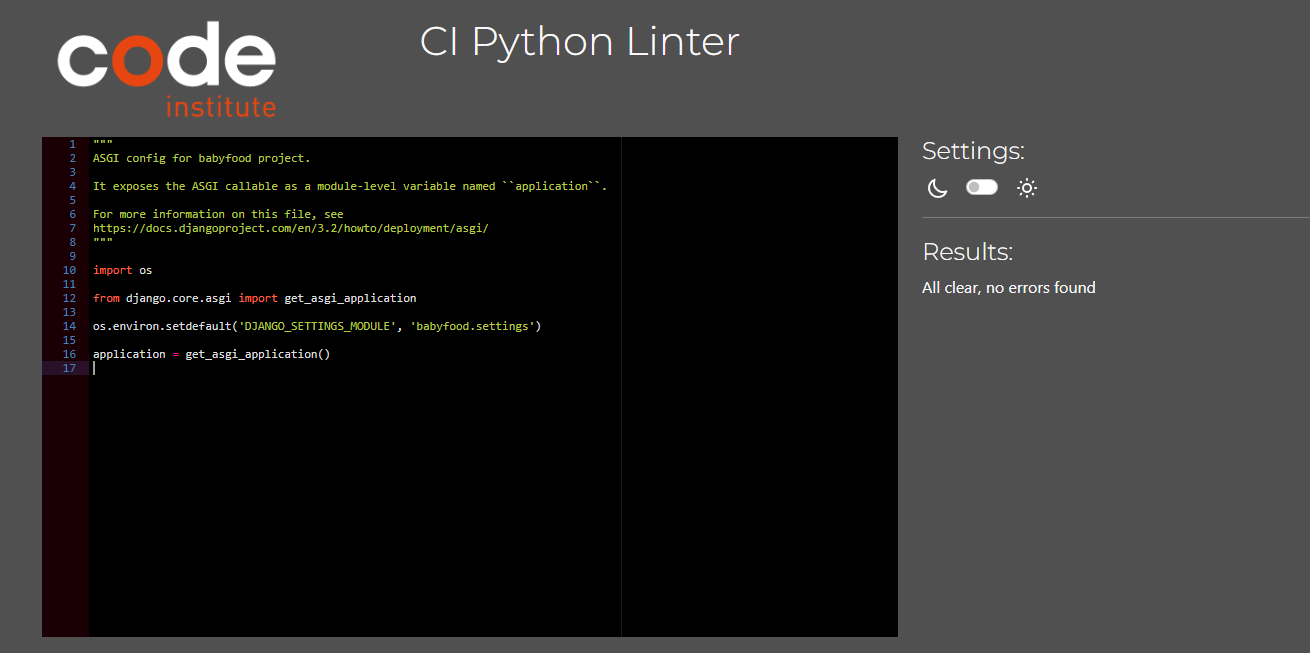 code
institute
CI Python Linter
1 """
2 ASGI config for babyfood project.
3
4 It exposes the ASGI callable as a module-level variable named ``application``.
5
6 For more information on this file, see
7 https://docs.djangoproject.com/en/3.2/howto/deployment/asgi/
8 """
9
10 import os
11
12 from django.core.asgi import get_asgi_application
13
14 os.environ.setdefault('DJANGO_SETTINGS_MODULE', 'babyfood.settings')
15
16 application = get_asgi_application()
17
Settings:
Results:
All clear, no errors found